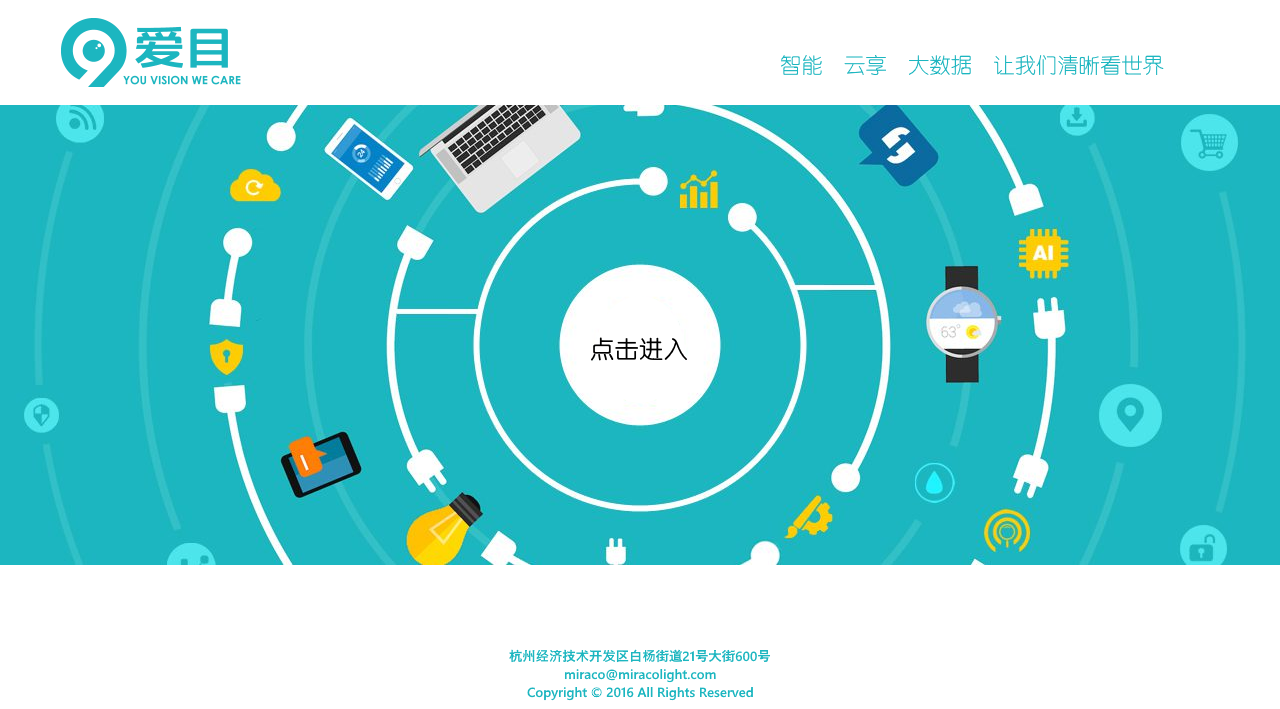 爱目
YOU VISION WE CARE
智能 云享 大数据 让我们清晰看世界
24
AI
63°
点击进入
杭州经济技术开发区白杨街道21号大街600号
miraco@miracolight.com
Copyright © 2016 All Rights Reserved